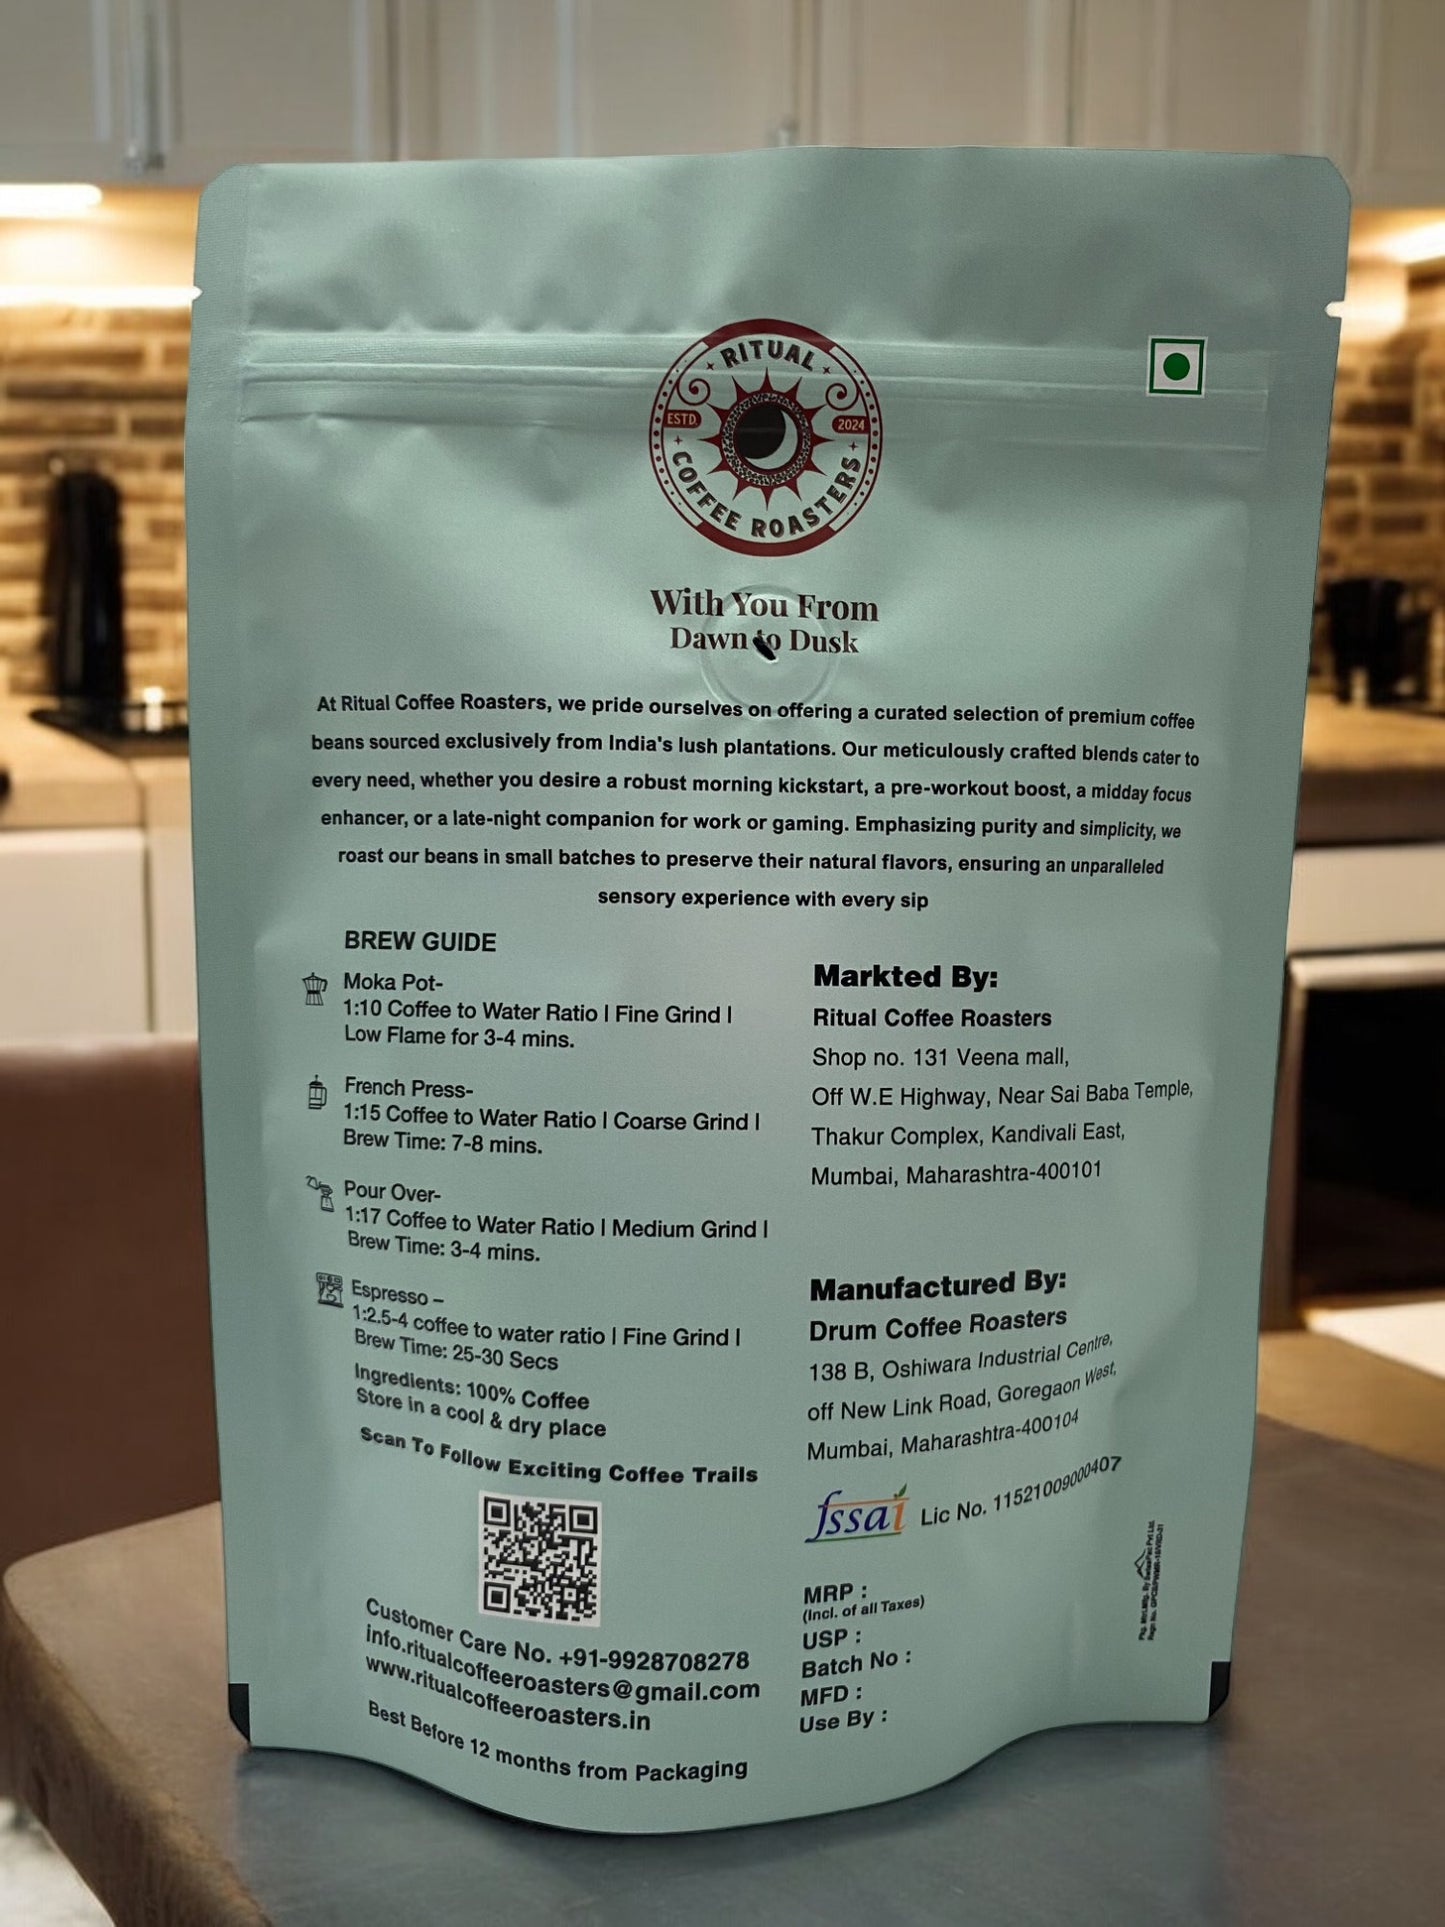 RITUAL
ESTD.
2024
COFFEE ROASTERS
With You From
Dawn to Dusk
At Ritual Coffee Roasters, we pride ourselves on offering a curated selection of premium coffee
beans sourced exclusively from India's lush plantations. Our meticulously crafted blends cater to
every need, whether you desire a robust morning kickstart, a pre-workout boost, a midday focus
enhancer, or a late-night companion for work or gaming. Emphasizing purity and simplicity, we
roast our beans in small batches to preserve their natural flavors, ensuring an unparalleled
sensory experience with every sip
BREW GUIDE
Moka Pot-
1:10 Coffee to Water Ratio | Fine Grind |
Low Flame for 3-4 mins.
French Press-
1:15 Coffee to Water Ratio | Coarse Grind |
Brew Time: 7-8 mins.
Pour Over-
1:17 Coffee to Water Ratio | Medium Grind |
Brew Time: 3-4 mins.
Espresso –
1:2.5-4 coffee to water ratio | Fine Grind |
Brew Time: 25-30 Secs
Ingredients: 100% Coffee
Store in a cool & dry place
Scan To Follow Exciting Coffee Trails
Customer Care No. +91-9928708278
info.ritualcoffeeroasters@gmail.com
www.ritualcoffeeroasters.in
Best Before 12 months from Packaging
Markted By:
Ritual Coffee Roasters
Shop no. 131 Veena mall,
Off W.E Highway, Near Sai Baba Temple,
Thakur Complex, Kandivali East,
Mumbai, Maharashtra-400101
Manufactured By:
Drum Coffee Roasters
138 B, Oshiwara Industrial Centre,
off New Link Road, Goregaon West,
Mumbai, Maharashtra-400104
fssai Lic No. 11521009000407
MRP :
(Incl. of all Taxes)
USP :
Batch No :
MFD :
Use By :